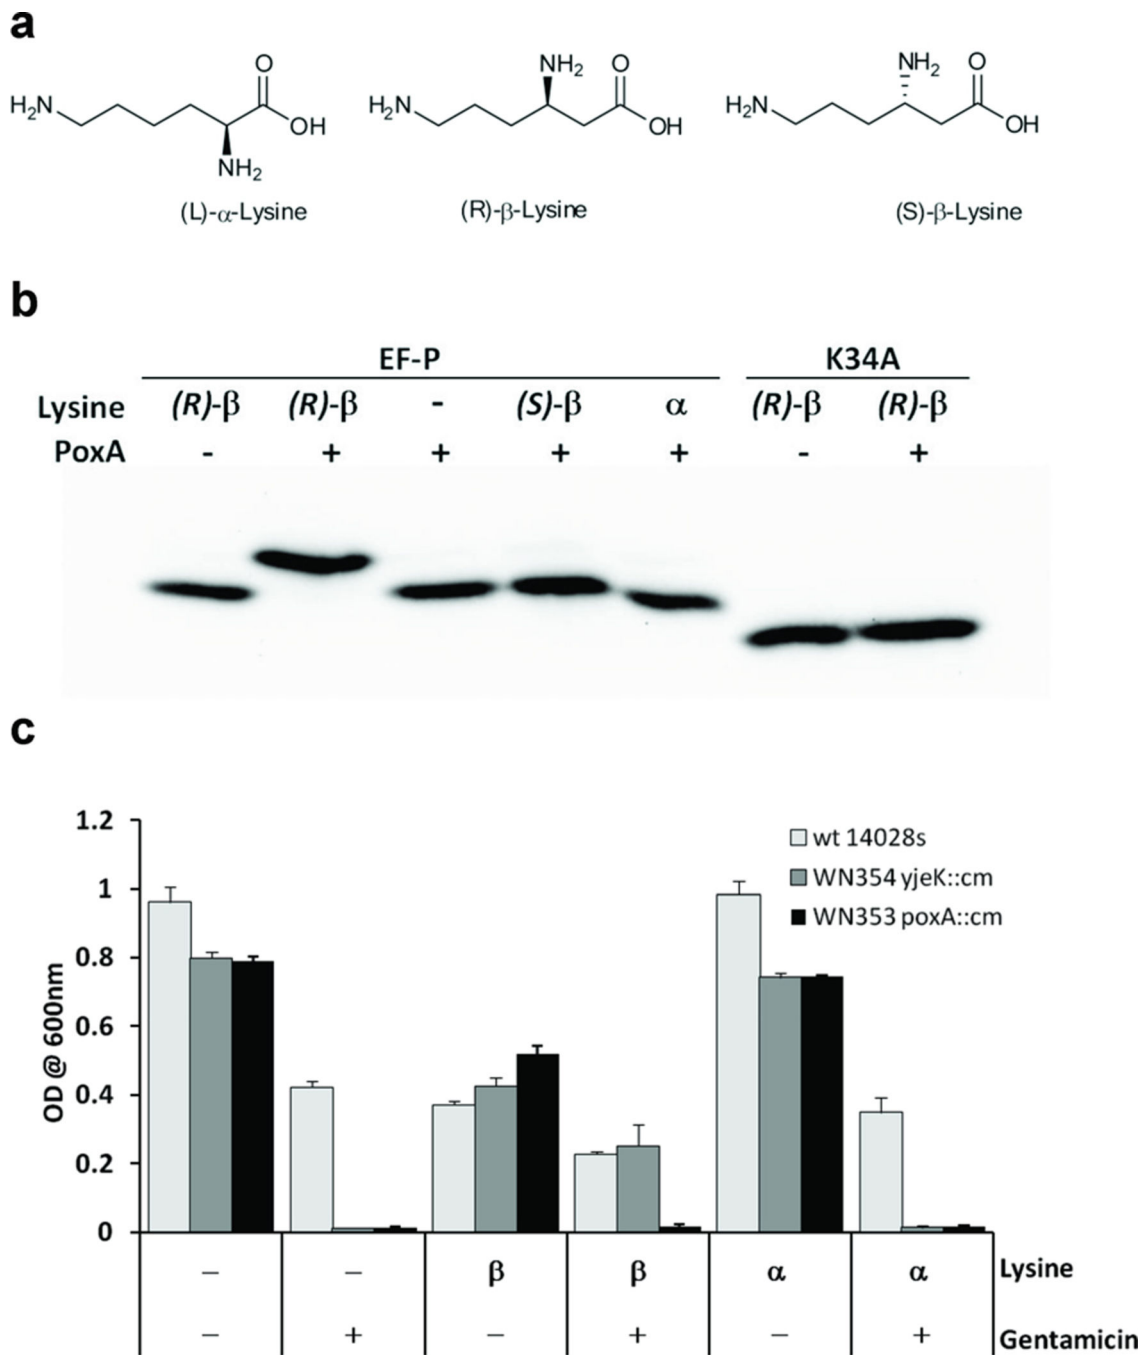 a
NH₂ O O
O NH₂
H₂N H₂N H₂N
OH OH OH
NH₂
(L)-α-Lysine (R)-β-Lysine (S)-β-Lysine
b
EF-P K34A
Lysine (R)-β (R)-β - (S)-β α (R)-β (R)-β
PoxA - + + + + - +
c
1.2
wt 14028s
1
WN354 yjeK::cm
WN353 poxA::cm
0.8
0.6
0.4
0.2
0
OD @ 600nm
– – β β α α Lysine
– + – + – + Gentamicin